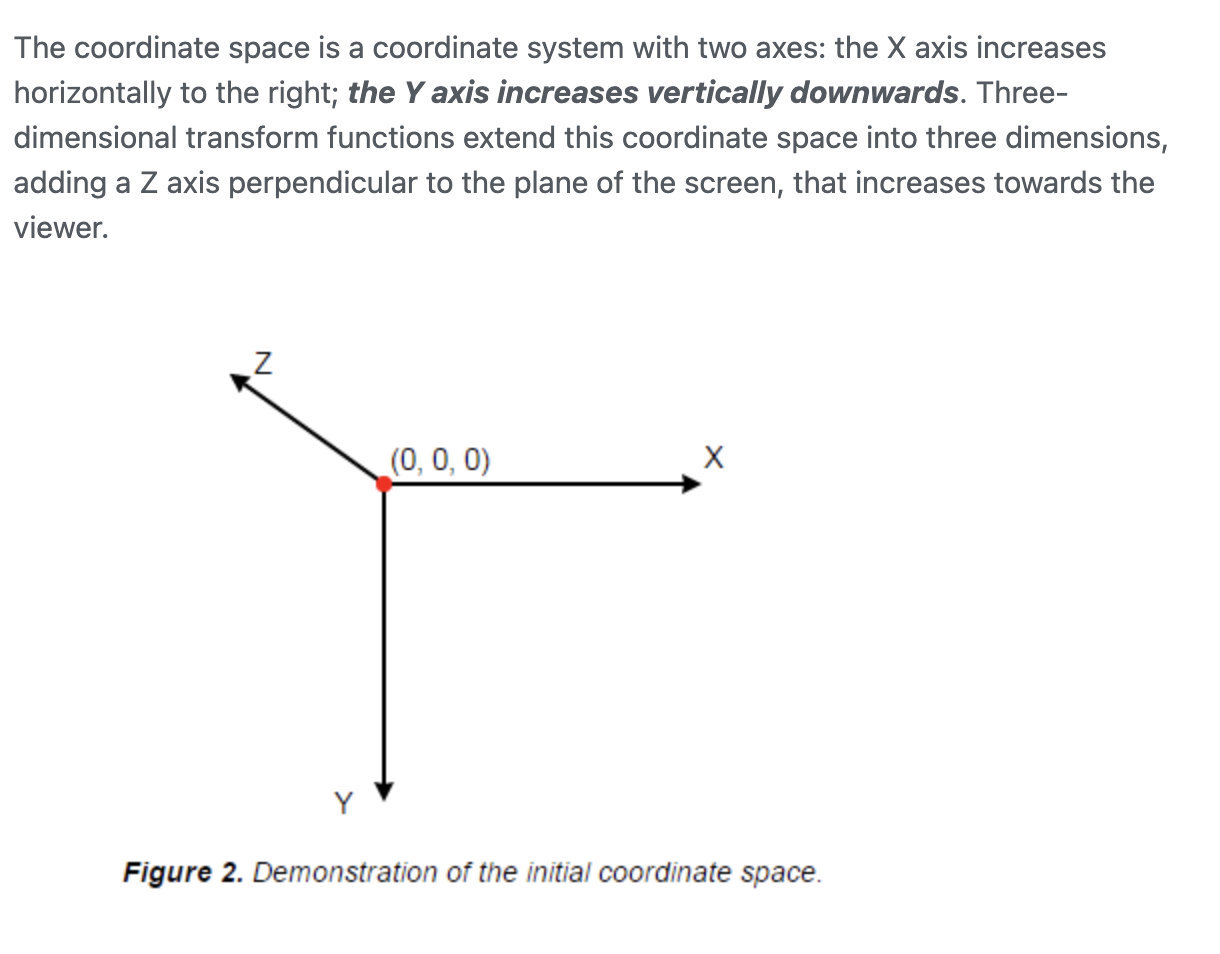 The coordinate space is a coordinate system with two axes: the X axis increases
horizontally to the right; the Y axis increases vertically downwards. Three-
dimensional transform functions extend this coordinate space into three dimensions,
adding a Z axis perpendicular to the plane of the screen, that increases towards the
viewer.
Z
(0, 0, 0)
X
Y
Figure 2. Demonstration of the initial coordinate space.